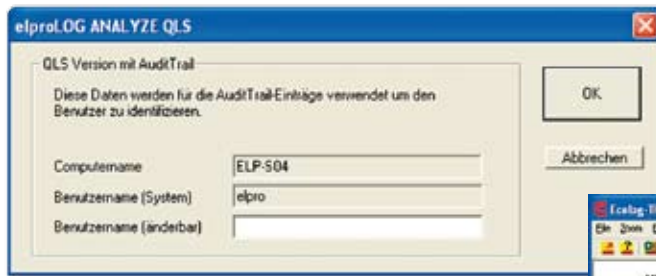 elproLOG ANALYZE QLS
QLS Version mit AuditTrail
Diese Daten werden für die AuditTrail-Einträge verwendet um den
Benutzer zu identifizieren.
OK
Computername ELP-S04
Abbrechen
Benutzername (System) elpro
Benutzername (änderbar)